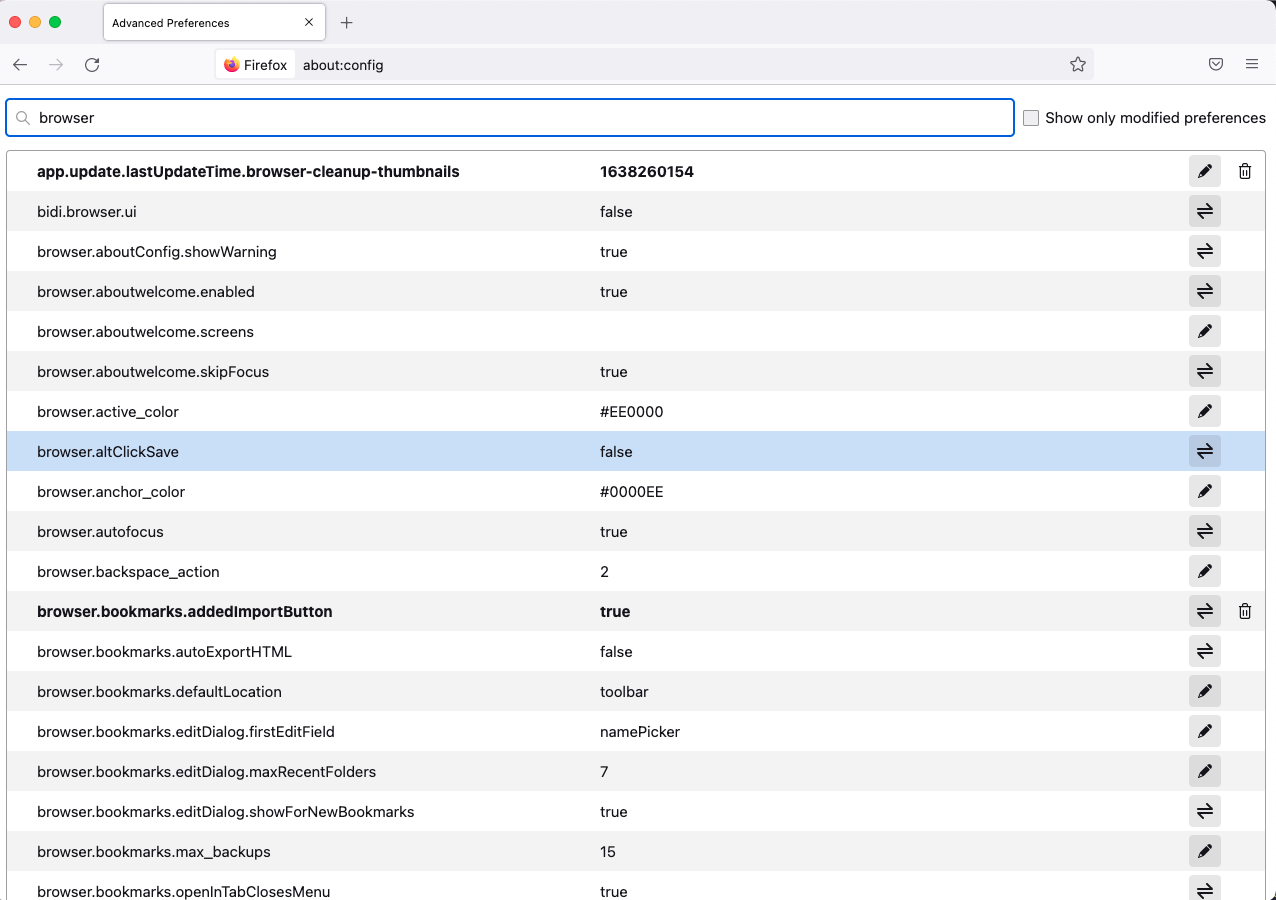 Advanced Preferences
Firefox about:config
browser Show only modified preferences
app.update.lastUpdateTime.browser-cleanup-thumbnails 1638260154
bidi.browser.ui false
browser.aboutConfig.showWarning true
browser.aboutwelcome.enabled true
browser.aboutwelcome.screens
browser.aboutwelcome.skipFocus true
browser.active_color #EE0000
browser.altClickSave false
browser.anchor_color #0000EE
browser.autofocus true
browser.backspace_action 2
browser.bookmarks.addedImportButton true
browser.bookmarks.autoExportHTML false
browser.bookmarks.defaultLocation toolbar
browser.bookmarks.editDialog.firstEditField namePicker
browser.bookmarks.editDialog.maxRecentFolders 7
browser.bookmarks.editDialog.showForNewBookmarks true
browser.bookmarks.max_backups 15
browser.bookmarks.openInTabClosesMenu true